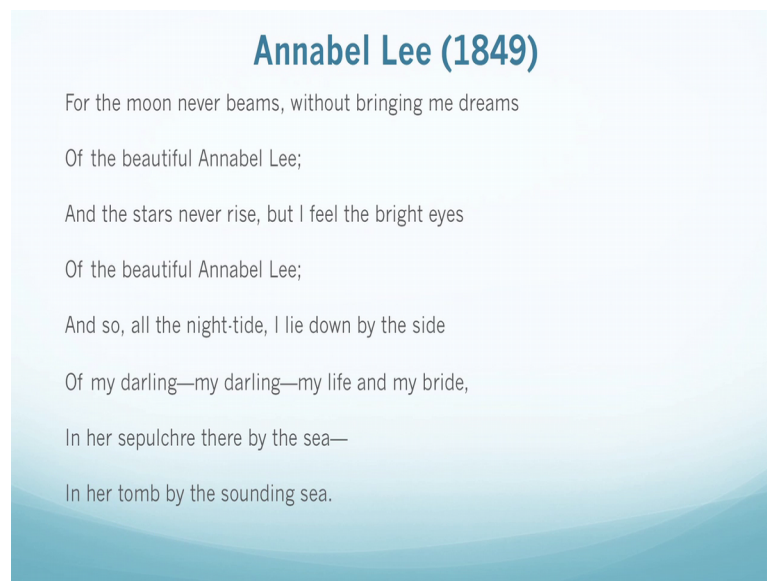 Annabel Lee (1849)
For the moon never beams, without bringing me dreams
Of the beautiful Annabel Lee;
And the stars never rise, but I feel the bright eyes
Of the beautiful Annabel Lee;
And so, all the night-tide, I lie down by the side
Of my darling—my darling—my life and my bride,
In her sepulchre there by the sea—
In her tomb by the sounding sea.